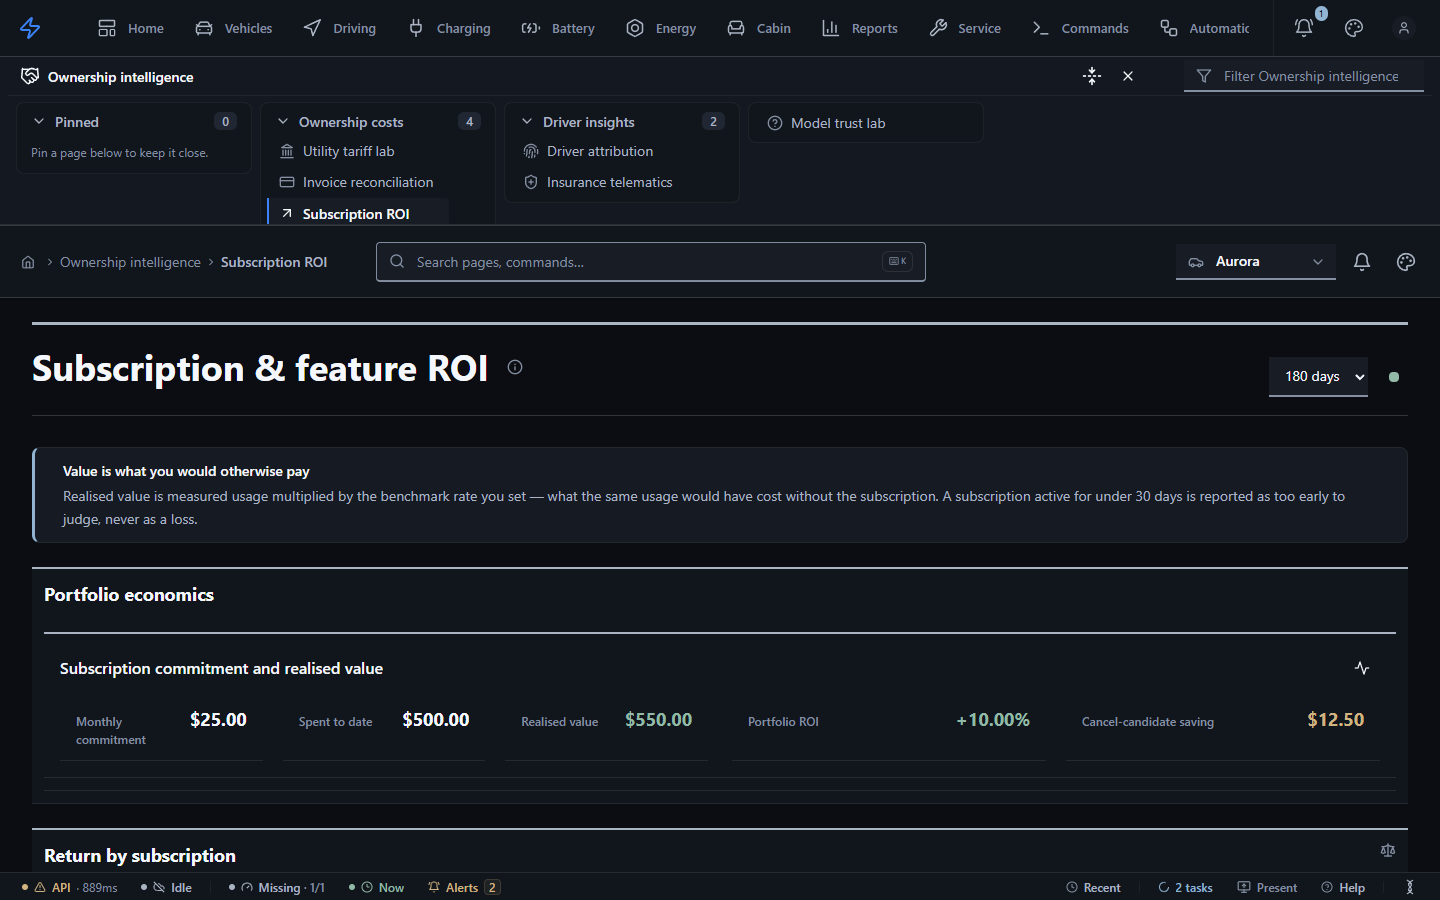 Home Vehicles Driving Charging Battery Energy Cabin Reports Service Commands Automatic 1
Ownership intelligence Filter Ownership intelligence
Pinned 0
Pin a page below to keep it close.
Ownership costs 4
Utility tariff lab
Invoice reconciliation
Subscription ROI
Driver insights 2
Driver attribution
Insurance telematics
Model trust lab
Ownership intelligence Subscription ROI Search pages, commands... K Aurora
Subscription & feature ROI 180 days
Value is what you would otherwise pay
Realised value is measured usage multiplied by the benchmark rate you set — what the same usage would have cost without the subscription. A subscription active for under 30 days is reported as too early to
judge, never as a loss.
Portfolio economics
Subscription commitment and realised value
Monthly
commitment
$25.00
Spent to date $500.00
Realised value $550.00
Portfolio ROI +10.00%
Cancel-candidate saving $12.50
Return by subscription
API · 889ms Idle Missing · 1/1 Now Alerts 2 Recent 2 tasks Present Help